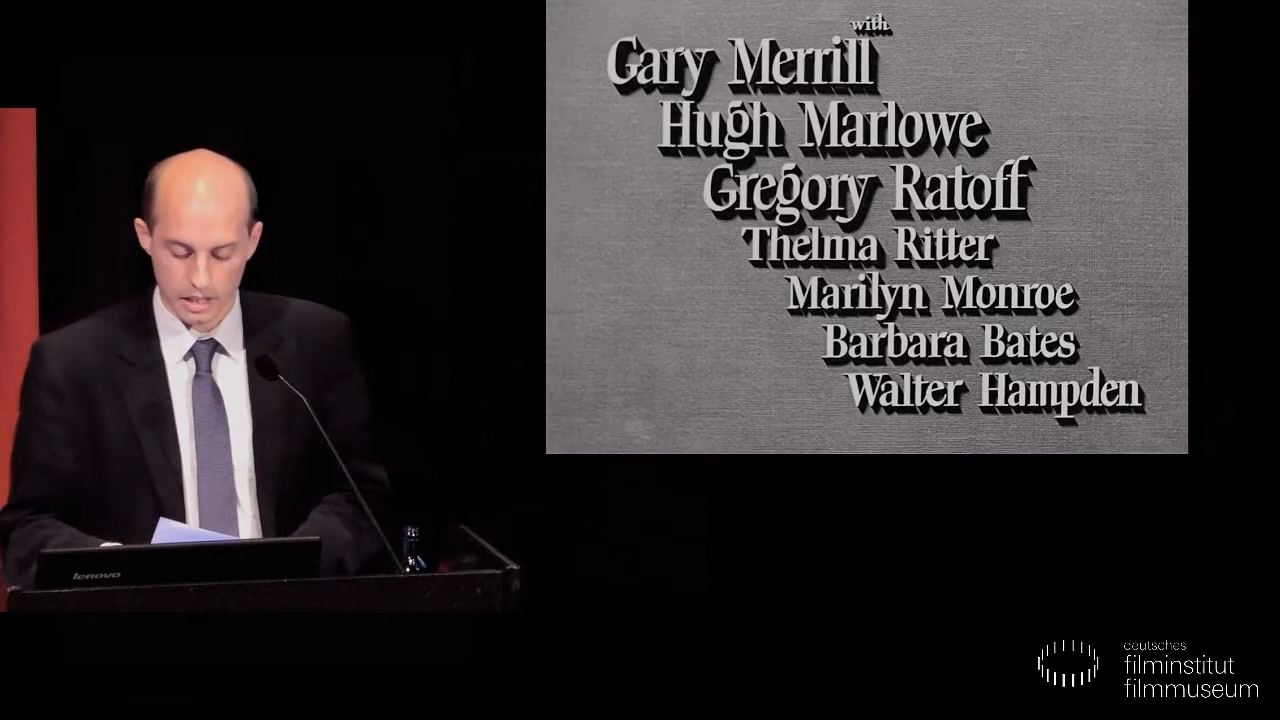 with
Gary Merrill
Hugh Marlowe
Gregory Ratoff
Thelma Ritter
Marilyn Monroe
Barbara Bates
Walter Hampden
lenovo
deutsches
filminstitut
filmmuseum